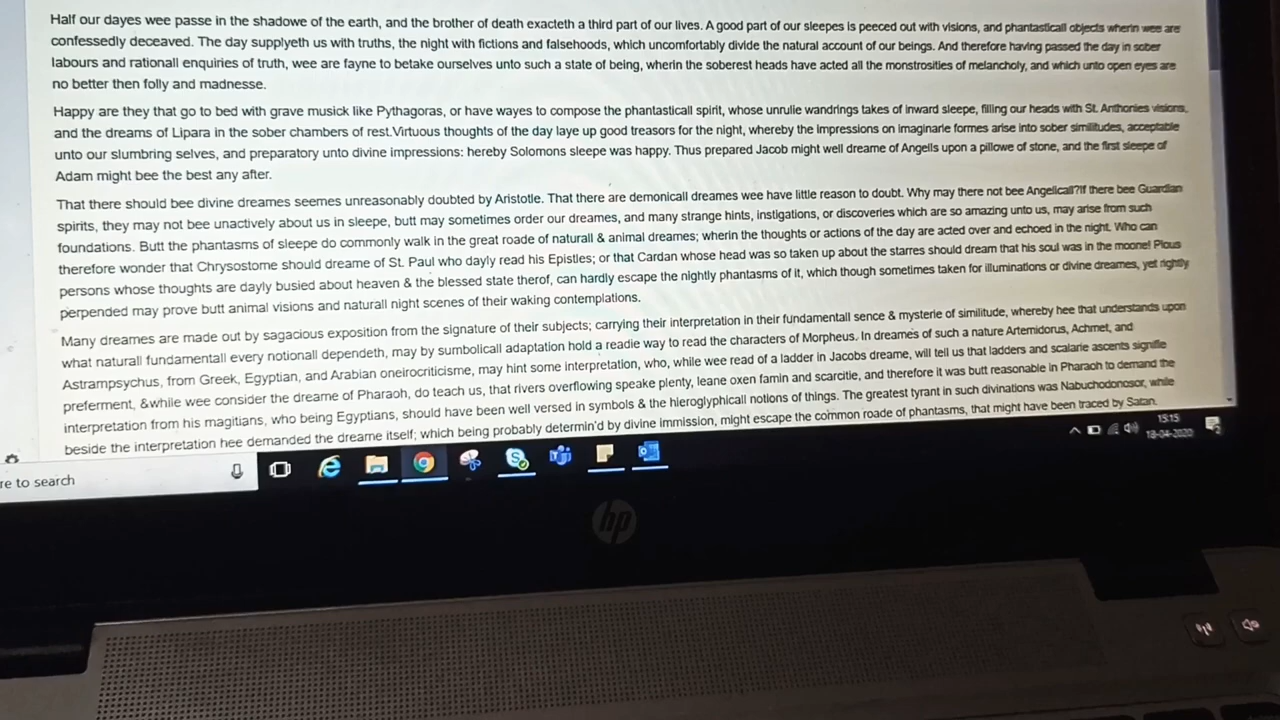 Half our dayes wee passe in the shadowe of the earth, and the brother of death exacteth a third part of our lives. A good part of our sleepes is peeced out with visions, and phantasticall objects wherin wee are
confessedly deceaved. The day supplyeth us with truths, the night with fictions and falsehoods, which uncomfortably divide the natural account of our beings. And therefore having passed the day in sober
labours and rationall enquiries of truth, wee are fayne to betake ourselves unto such a state of being, wherin the soberest heads have acted all the monstrosities of melancholy, and which unto open eyes are
no better then folly and madnesse.
Happy are they that go to bed with grave musick like Pythagoras, or have wayes to compose the phantasticall spirit, whose unrulie wandrings takes of inward sleepe, filling our heads with St. Anthonies visions,
and the dreams of Lipara in the sober chambers of rest.Virtuous thoughts of the day laye up good treasors for the night, whereby the impressions on imaginarie formes arise into sober similitudes, acceptable
unto our slumbring selves, and preparatory unto divine impressions: hereby Solomons sleepe was happy. Thus prepared Jacob might well dreame of Angells upon a pillowe of stone, and the first sleepe of
Adam might bee the best any after.
That there should bee divine dreames seemes unreasonably doubted by Aristotle. That there are demonicall dreames wee have little reason to doubt. Why may there not bee Angelicall?If there bee Guardian
spirits, they may not bee unactively about us in sleepe, butt may sometimes order our dreames, and many strange hints, instigations, or discoveries which are so amazing unto us, may arise from such
foundations. Butt the phantasms of sleepe do commonly walk in the great roade of naturall & animal dreames; wherin the thoughts or actions of the day are acted over and echoed in the night. Who can
therefore wonder that Chrysostome should dreame of St. Paul who dayly read his Epistles; or that Cardan whose head was so taken up about the starres should dream that his soul was in the moone! Pious
persons whose thoughts are dayly busied about heaven & the blessed state therof, can hardly escape the nightly phantasms of it, which though sometimes taken for illuminations or divine dreames, yet rightly
perpended may prove butt animal visions and naturall night scenes of their waking contemplations.
Many dreames are made out by sagacious exposition from the signature of their subjects; carrying their interpretation in their fundamentall sence & mysterie of similitude, whereby hee that understands upon
what naturall fundamentall every notionall dependeth, may by sumbolicall adaptation hold a readie way to read the characters of Morpheus. In dreames of such a nature Artemidorus, Achmet, and
Astrampsychus, from Greek, Egyptian, and Arabian oneirocriticisme, may hint some interpretation, who, while wee read of a ladder in Jacobs dreame, will tell us that ladders and scalarie ascents signifie
preferment, &while wee consider the dreame of Pharaoh, do teach us, that rivers overflowing speake plenty, leane oxen famin and scarcitie, and therefore it was butt reasonable in Pharaoh to demand the
interpretation from his magitians, who being Egyptians, should have been well versed in symbols & the hieroglyphicall notions of things. The greatest tyrant in such divinations was Nabuchodonosor, while
beside the interpretation hee demanded the dreame itself; which being probably determin'd by divine immission, might escape the common roade of phantasms, that might have been traced by Satan.
15:15
18-04-2020
re to search
hp